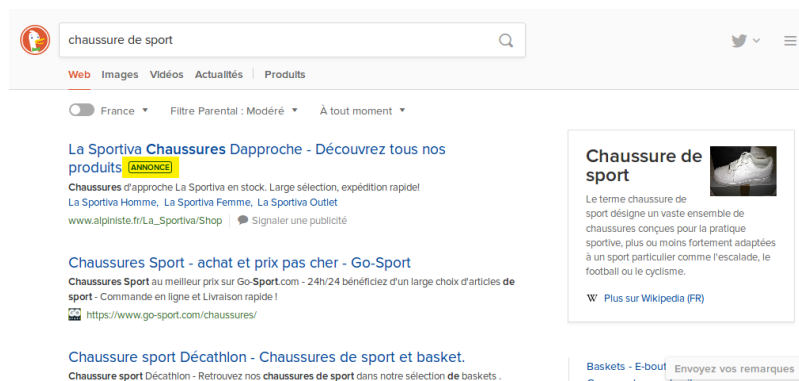 chaussure de sport
Web Images Vidéos Actualités Produits
France Filtre Parental : Modéré À tout moment
La Sportiva Chaussures Dapproche - Découvrez tous nos
produits ANNONCE
Chaussures d'approche La Sportiva en stock. Large sélection, expédition rapide!
La Sportiva Homme, La Sportiva Femme, La Sportiva Outlet
www.alpiniste.fr/La_Sportiva/Shop Signaler une publicité
Chaussures Sport - achat et prix pas cher - Go-Sport
Chaussures Sport au meilleur prix sur Go-Sport.com - 24h/24 bénéficiez d'un large choix d'articles de
sport - Commande en ligne et Livraison rapide !
GO
https://www.go-sport.com/chaussures/
Chaussure sport Décathlon - Chaussures de sport et basket.
Chaussure sport Décathlon - Retrouvez nos chaussures de sport dans notre sélection de baskets .
Chaussure de
sport
Le terme chaussure de
sport désigne un vaste ensemble de
chaussures conçues pour la pratique
sportive, plus ou moins fortement adaptées
à un sport particulier comme l'escalade, le
football ou le cyclisme.
W Plus sur Wikipedia (FR)
Baskets - E-bout
Envoyez vos remarques